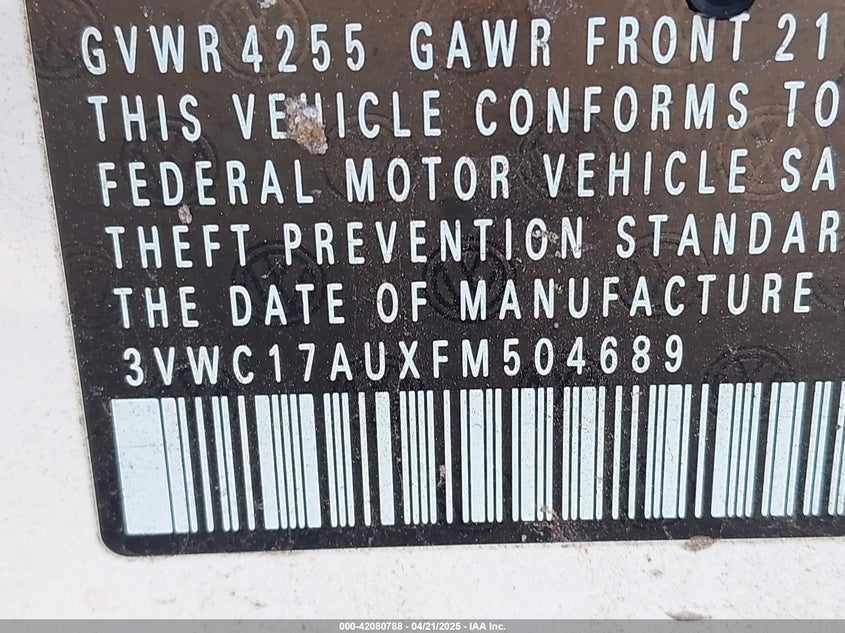 GVWR 4255 GAWR FRONT 21
THIS VEHICLE CONFORMS TO
FEDERAL MOTOR VEHICLE SA
THEFT PREVENTION STANDAR
THE DATE OF MANUFACTURE
3VWC17AUXFM504689
000-42080788 - 04/21/2025 - IAA Inc.